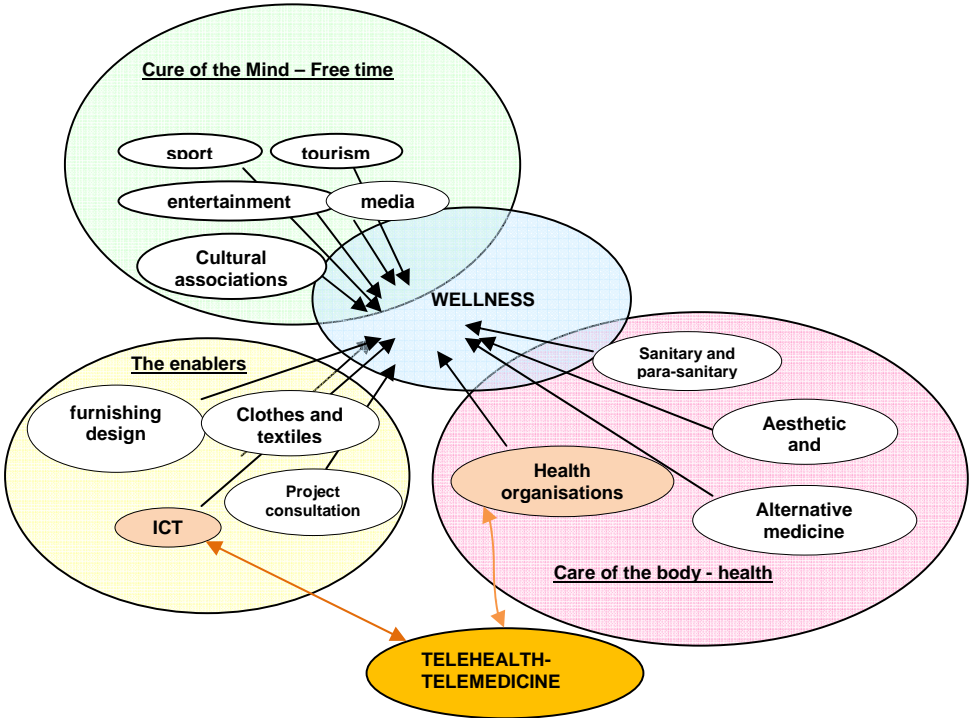 Cure of the Mind – Free time
sport
tourism
entertainment
media
Cultural
associations
WELLNESS
The enablers
furnishing
design
Clothes and
textiles
Project
consultation
ICT
Sanitary and
para-sanitary
Aesthetic
and
Health
organisations
Alternative
medicine
Care of the body - health
TELEHEALTH-
TELEMEDICINE